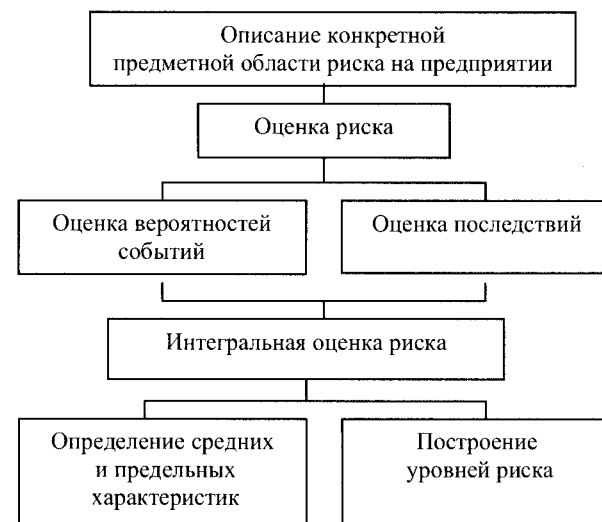 Описание конкретной
предметной области риска на предприятии
Оценка риска
Оценка вероятностей
событий
Оценка последствий
Интегральная оценка риска
Определение средних
и предельных
характеристик
Построение
уровней риска